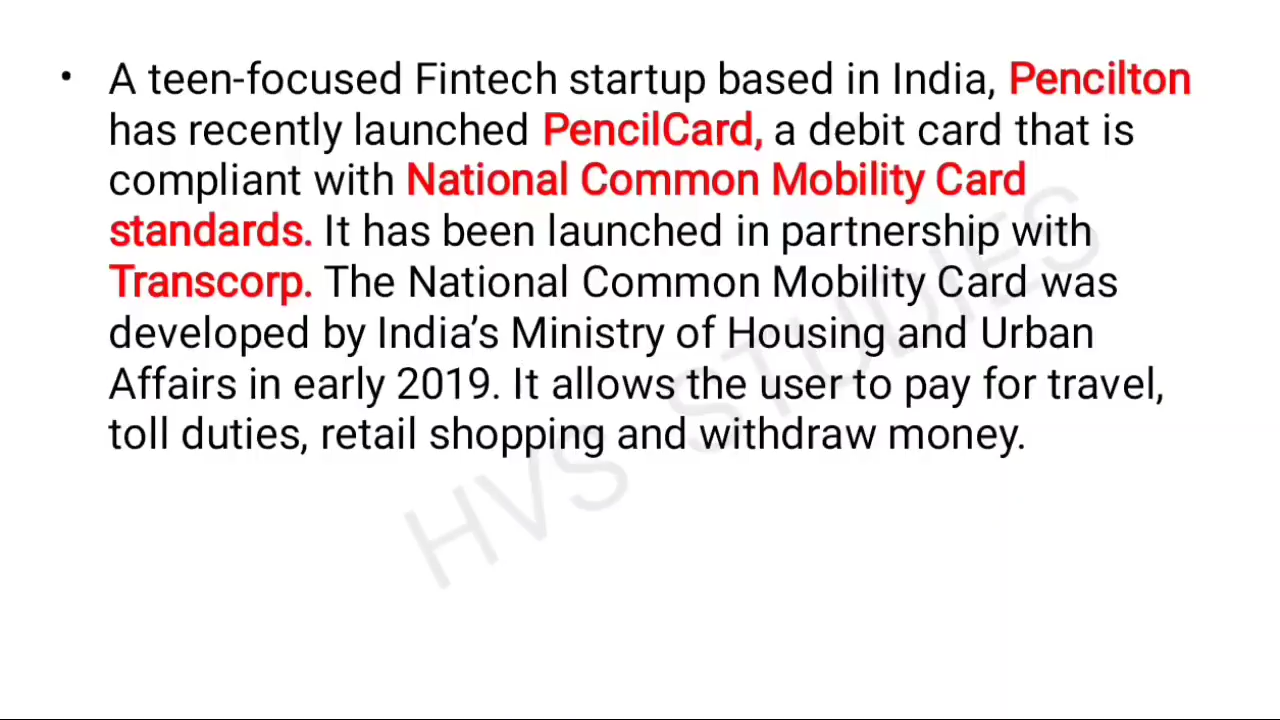 • A teen-focused Fintech startup based in India, Pencilton
has recently launched PencilCard, a debit card that is
compliant with National Common Mobility Card
standards. It has been launched in partnership with
Transcorp. The National Common Mobility Card was
developed by India’s Ministry of Housing and Urban
Affairs in early 2019. It allows the user to pay for travel,
toll duties, retail shopping and withdraw money.
HVS STUDIES